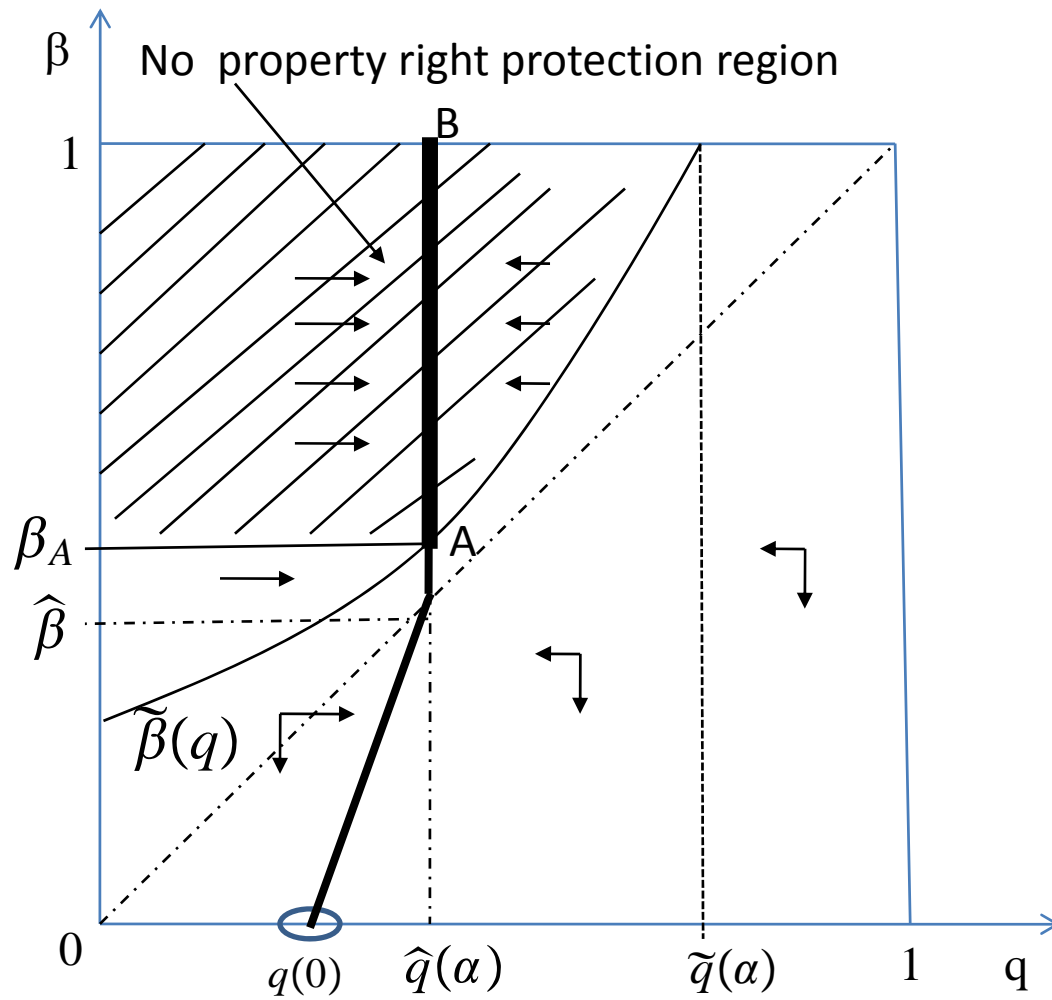 β
No property right protection region
B
1
β_A
A
β̂
β̃(q)
0
q(0)
q̂(α)
q̃(α)
1
q